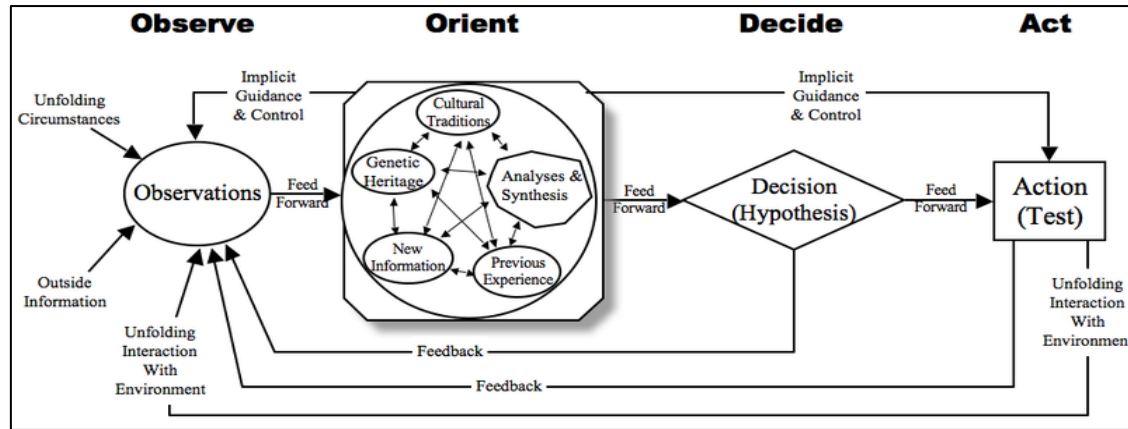 Observe
Orient
Decide
Act
Implicit
Guidance
& Control
Unfolding
Circumstances
Observations
Outside
Information
Unfolding
Interaction
With
Environment
Feed
Forward
Cultural
Traditions
Genetic
Heritage
Analyses &
Synthesis
New
Information
Previous
Experience
Feed
Forward
Decision
(Hypothesis)
Implicit
Guidance
& Control
Feed
Forward
Action
(Test)
Unfolding
Interaction
With
Environment
Feedback
Feedback